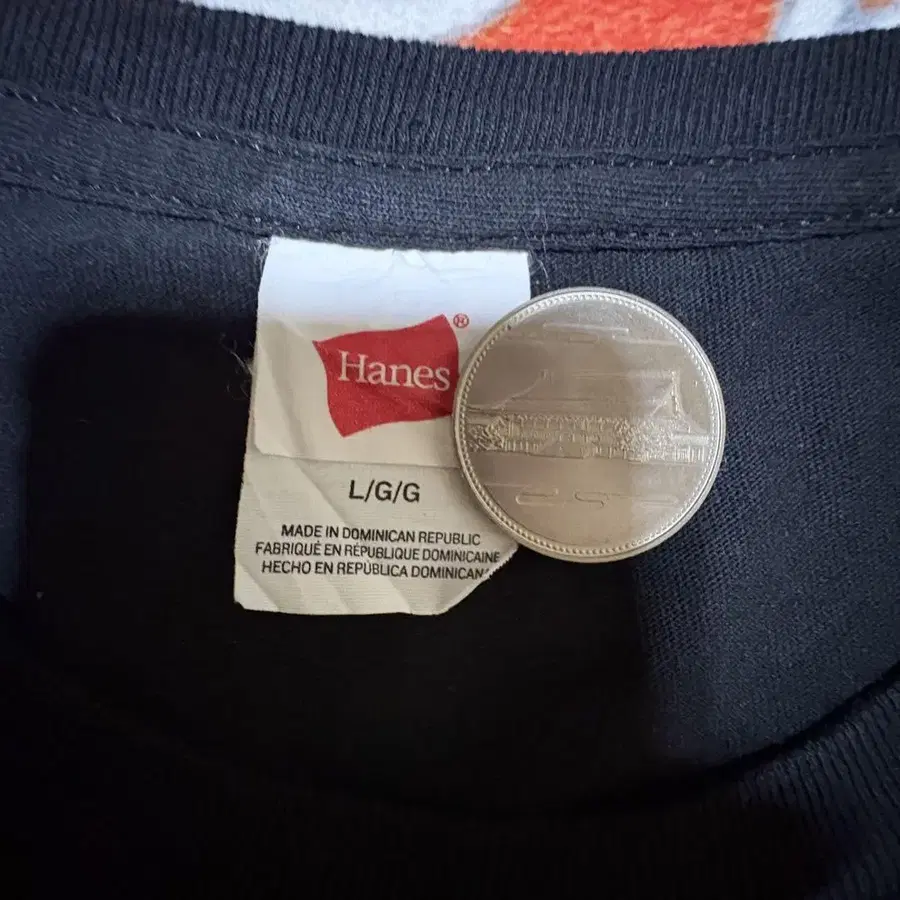 Hanes®
L/G/G
MADE IN DOMINICAN REPUBLIC
FABRIQUÉ EN RÉPUBLIQUE DOMINICAINE
HECHO EN REPÚBLICA DOMINICANA